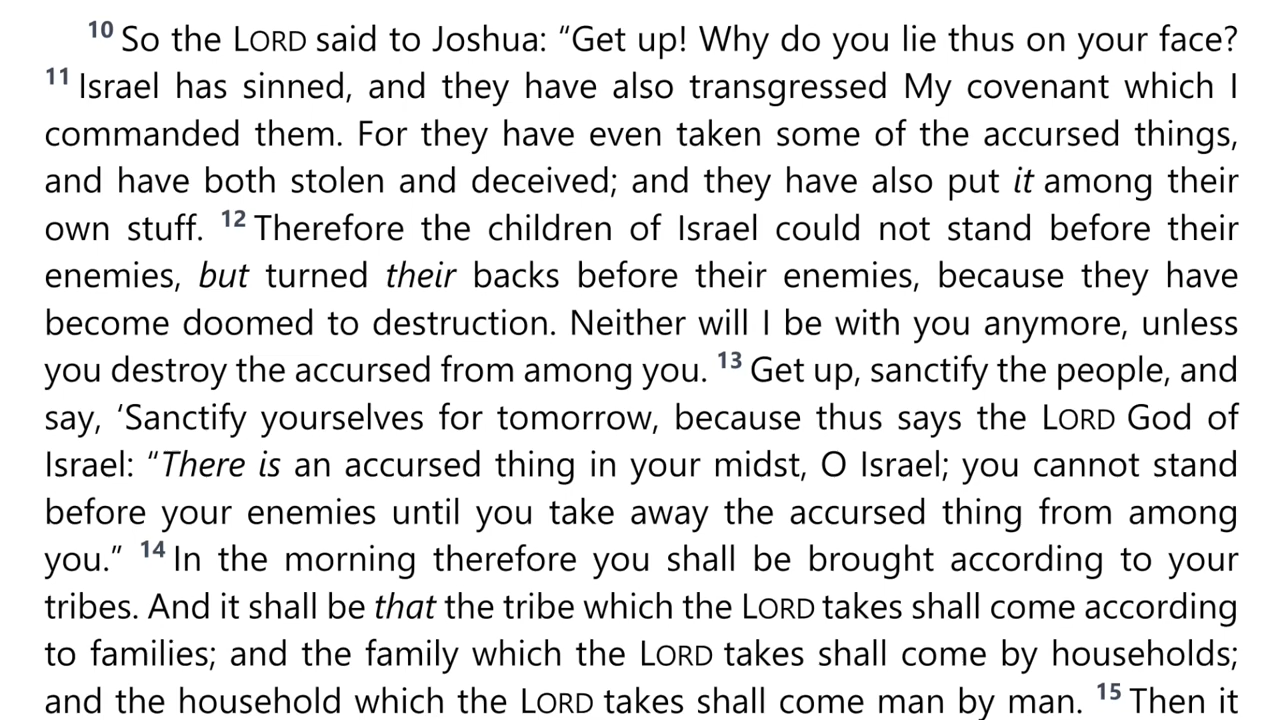 10 So the LORD said to Joshua: “Get up! Why do you lie thus on your face?
11 Israel has sinned, and they have also transgressed My covenant which I
commanded them. For they have even taken some of the accursed things,
and have both stolen and deceived; and they have also put it among their
own stuff. 12 Therefore the children of Israel could not stand before their
enemies, but turned their backs before their enemies, because they have
become doomed to destruction. Neither will I be with you anymore, unless
you destroy the accursed from among you. 13 Get up, sanctify the people, and
say, ‘Sanctify yourselves for tomorrow, because thus says the LORD God of
Israel: “There is an accursed thing in your midst, O Israel; you cannot stand
before your enemies until you take away the accursed thing from among
you.” 14 In the morning therefore you shall be brought according to your
tribes. And it shall be that the tribe which the LORD takes shall come according
to families; and the family which the LORD takes shall come by households;
and the household which the LORD takes shall come man by man. 15 Then it